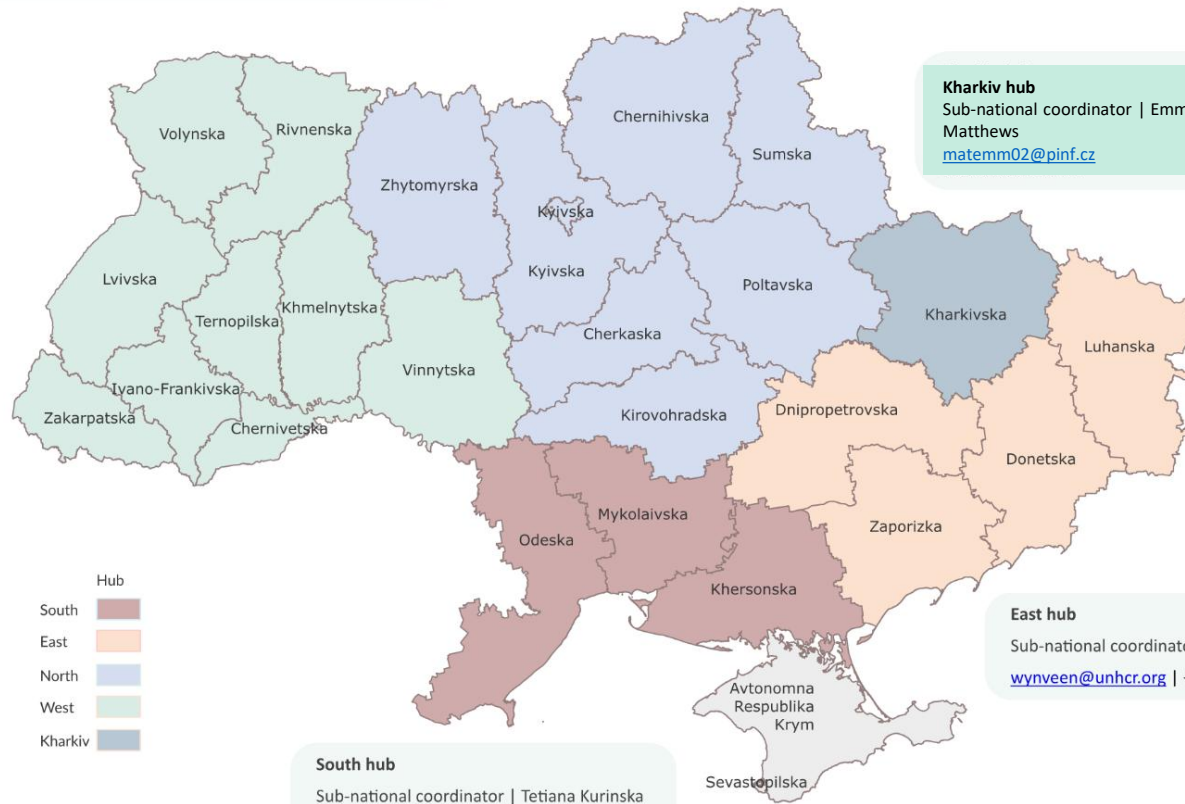 Kharkiv hub
Sub-national coordinator |
Matthews
matemm02@pinf.cz
Volynska
Rivnenska
Chernihivska
Sumska
Zhytomyrska
Kyivska
Kyivska
Lvivska
Ternopilska
Khmelnytska
Poltavska
Kharkivska
Cherkaska
Luhanska
Vinnytska
Ivano-Frankivska
Zakarpatska
Chernivetska
Kirovohradska
Dnipropetrovska
Donetska
Mykolaivska
Zaporizka
Odeska
Khersonska
Hub
South
East
North
West
Kharkiv
East hub
Sub-national
wynveen@unhcr.org |
Avtonomna
Respublika
Krym
Sevastopilska
South hub
Sub-national coordinator | Tetiana Kurinska